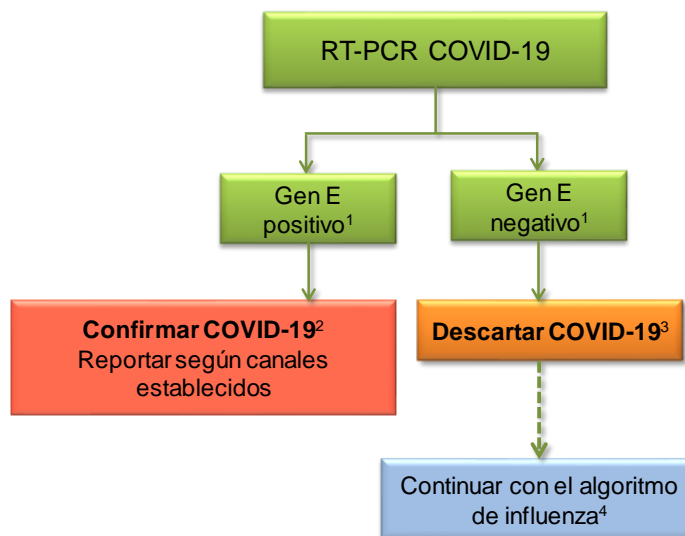 RT-PCR COVID-19
Gen E
positivo¹
Gen E
negativo¹
Confirmar COVID-19²
Reportar según canales
establecidos
Descartar COVID-19³
Continuar con el algoritmo
de influenza⁴